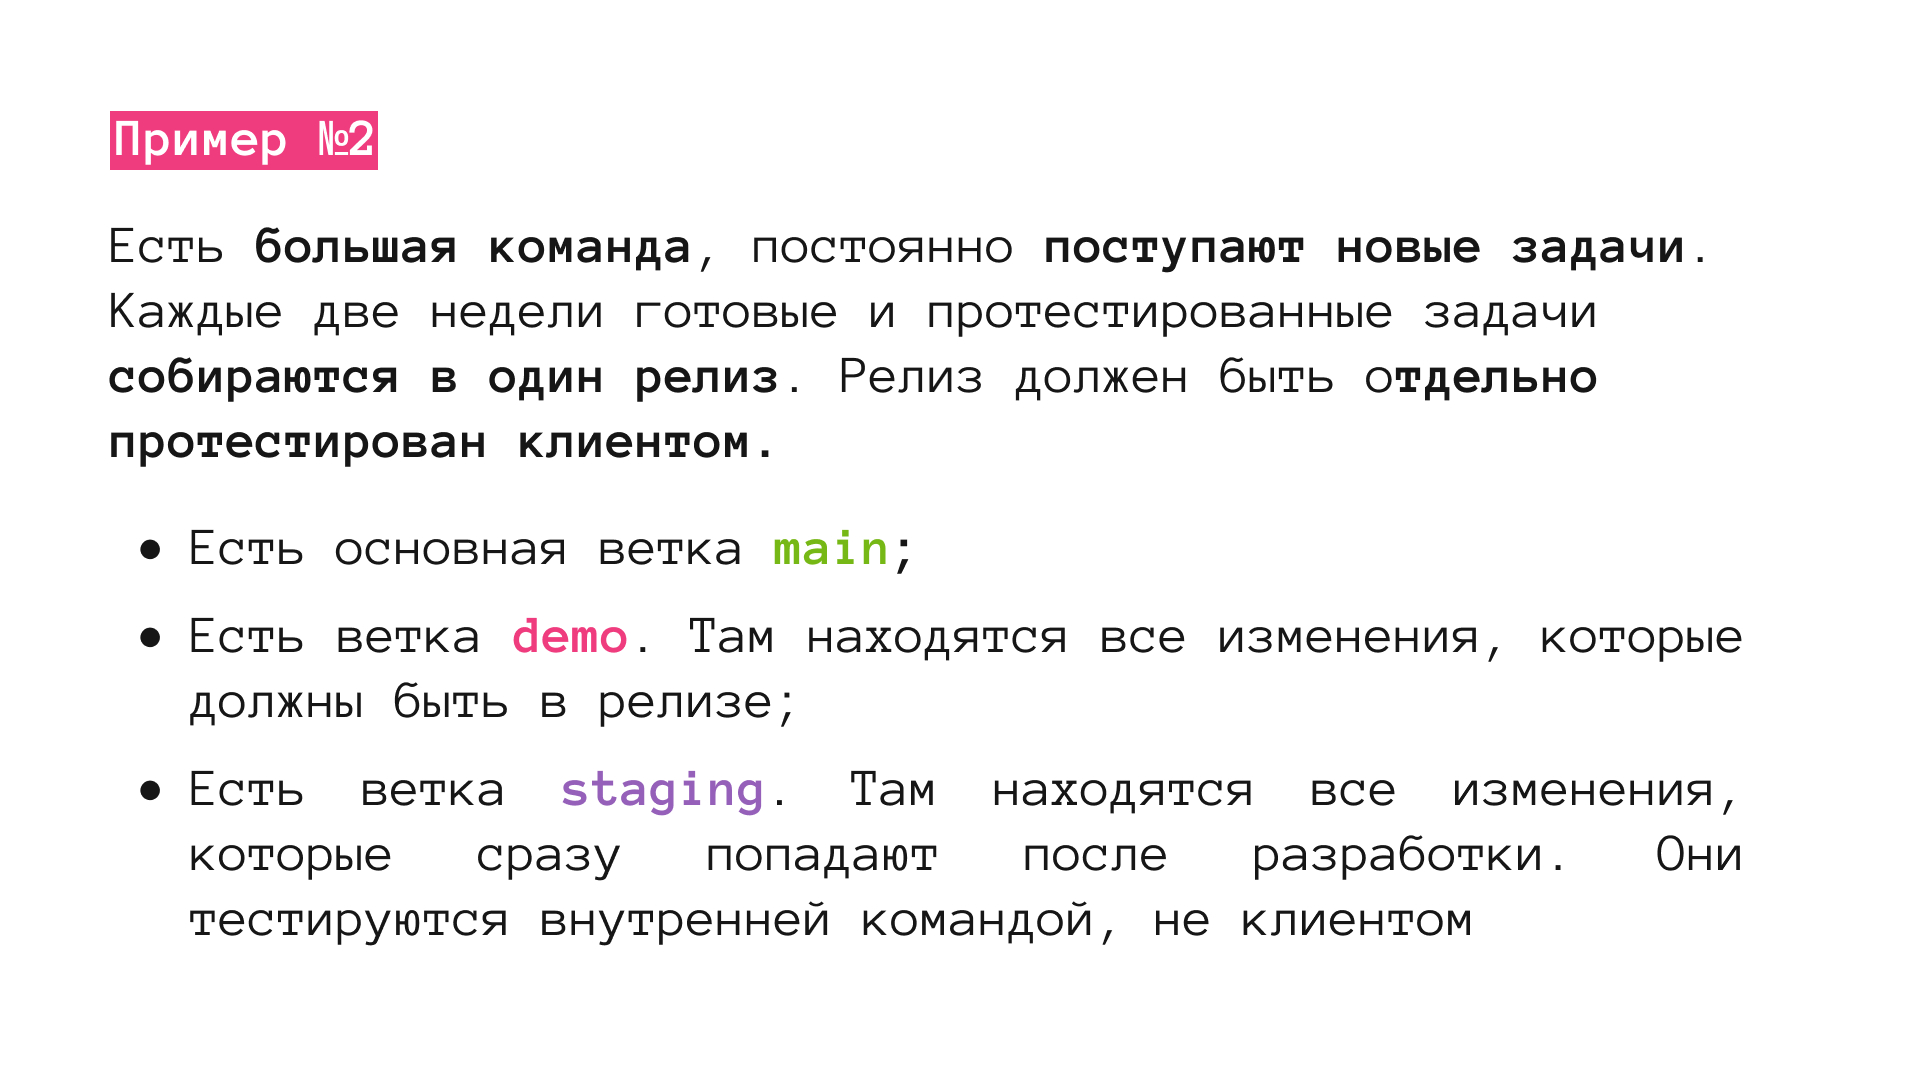 Пример №2
Есть большая команда, постоянно поступают новые задачи.
Каждые две недели готовые и протестированные задачи
собираются в один релиз. Релиз должен быть отдельно
протестирован клиентом.
● Есть основная ветка main;
● Есть ветка demo. Там находятся все изменения, которые
должны быть в релизе;
● Есть ветка staging. Там находятся все изменения,
которые сразу попадают после разработки. Они
тестируются внутренней командой, не клиентом